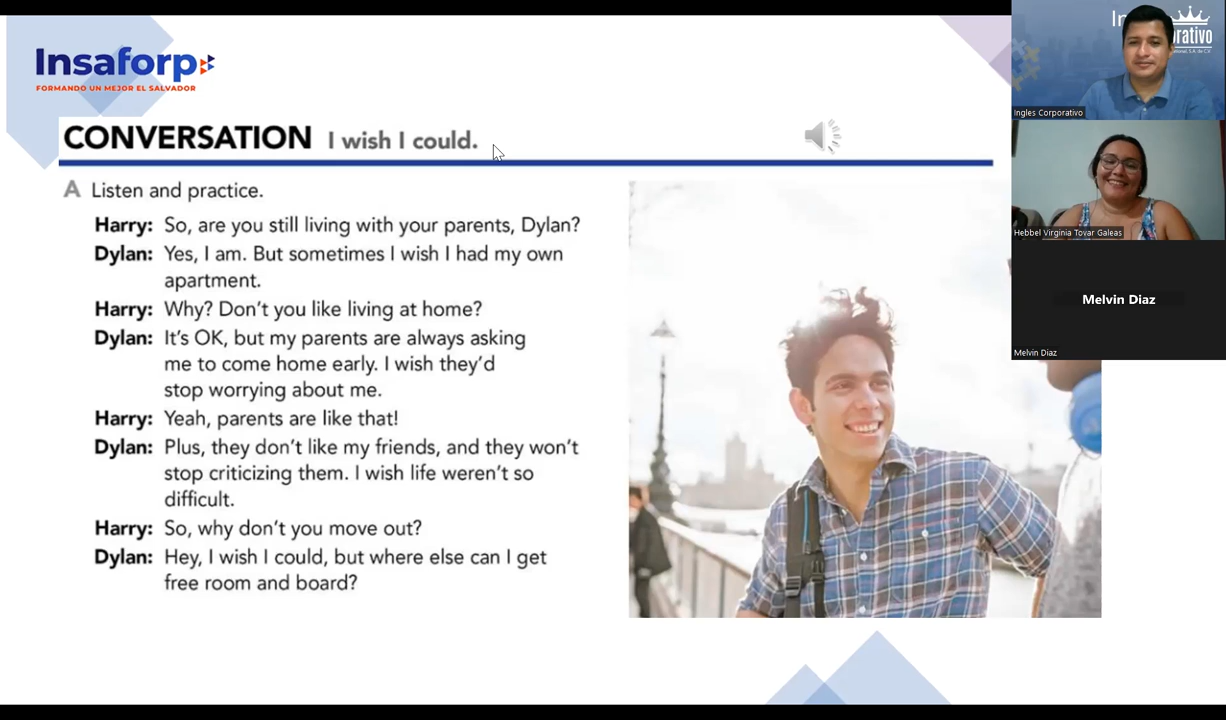 Insaforp
FORMANDO UN MEJOR EL SALVADOR
CONVERSATION I wish I could.
A Listen and practice.
Harry: So, are you still living with your parents, Dylan?
Dylan: Yes, I am. But sometimes I wish I had my own
apartment.
Harry: Why? Don't you like living at home?
Dylan: It's OK, but my parents are always asking
me to come home early. I wish they'd
stop worrying about me.
Harry: Yeah, parents are like that!
Dylan: Plus, they don't like my friends, and they won't
stop criticizing them. I wish life weren't so
difficult.
Harry: So, why don't you move out?
Dylan: Hey, I wish I could, but where else can I get
free room and board?
Ingles Corporativo
Hebbel Virginia Tovar Galeas
Melvin Diaz
Melvin Diaz